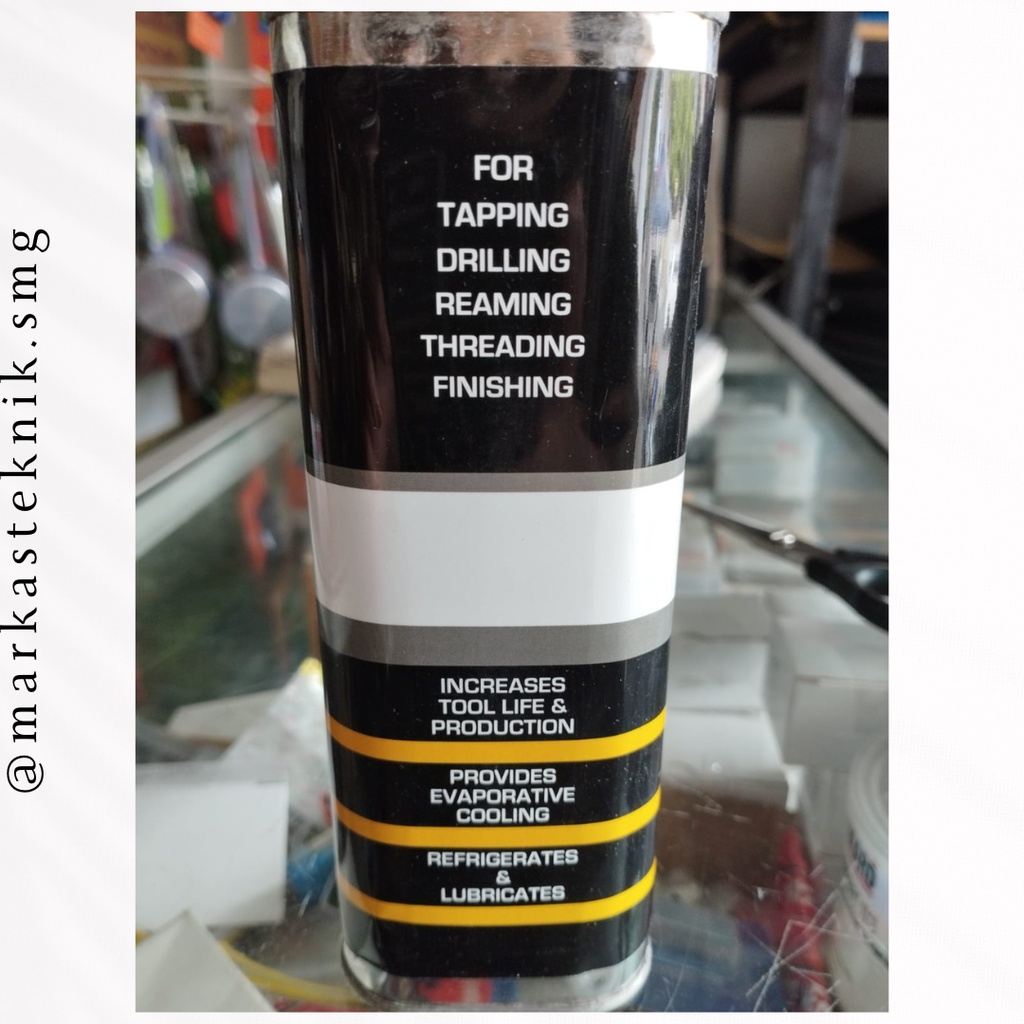 @markasteknik.smg
FOR
TAPPING
DRILLING
REAMING
THREADING
FINISHING
INCREASES
TOOL LIFE &
PRODUCTION
PROVIDES
EVAPORATIVE
COOLING
REFRIGERATES
&
LUBRICATES